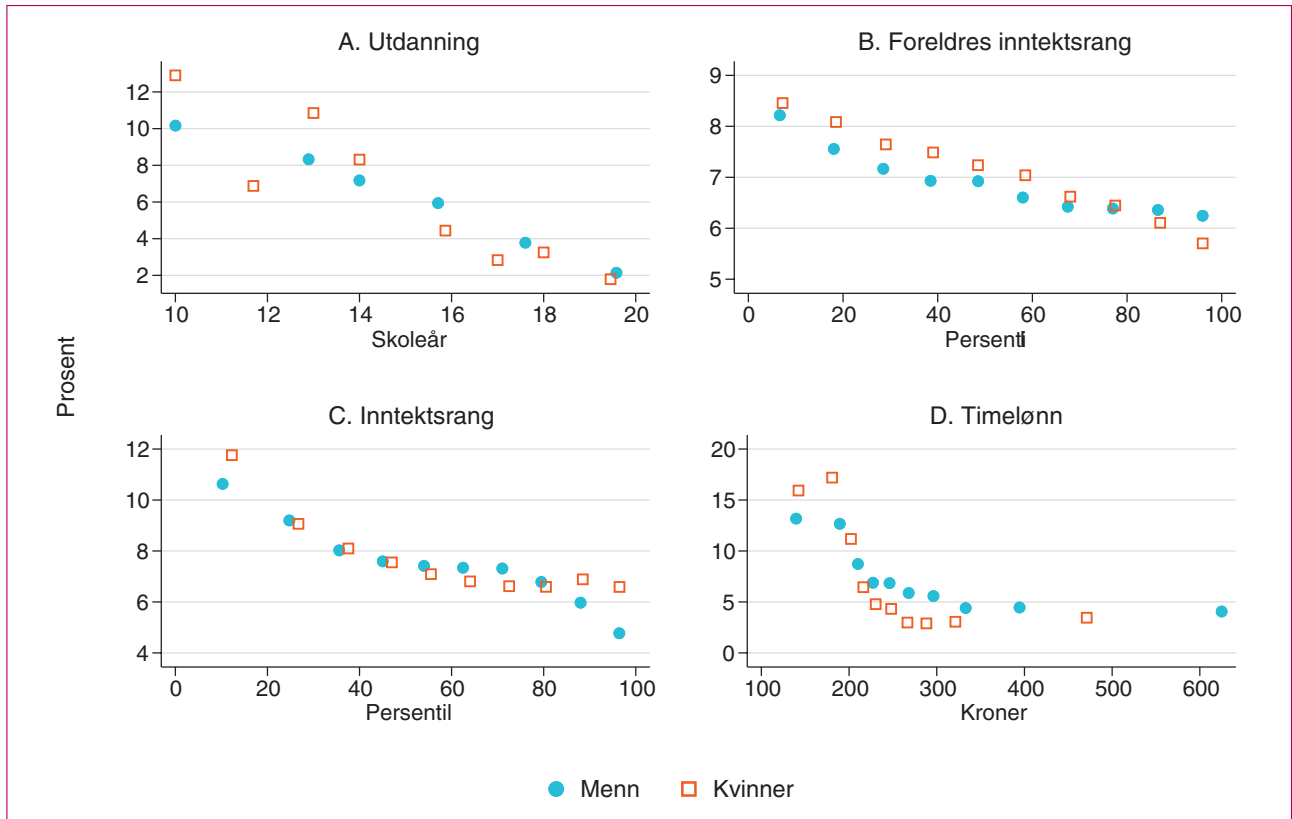 A. Utdanning
12
10
8
6
4
2
10 12 14 16 18 20
Skoleår
B. Foreldres inntektsrang
9
8
7
6
5
0 20 40 60 80 100
Persentil
Prosent
C. Inntektsrang
12
10
8
6
4
0 20 40 60 80 100
Persentil
D. Timelønn
20
15
10
5
0
100 200 300 400 500 600
Kroner
Menn Kvinner